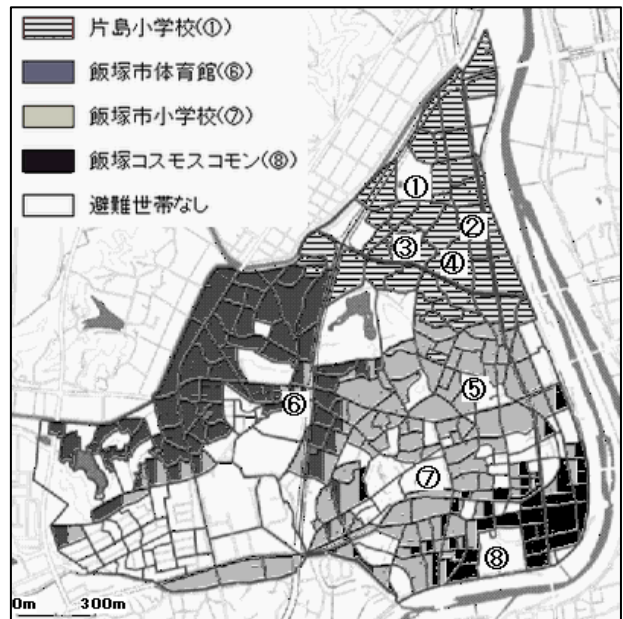 片島小学校(①)
飯塚市体育館(⑥)
飯塚市小学校(⑦)
飯塚コスモスコモン(⑧)
避難世帯なし
①
②
③
④
⑤
⑥
⑦
⑧
0m 300m